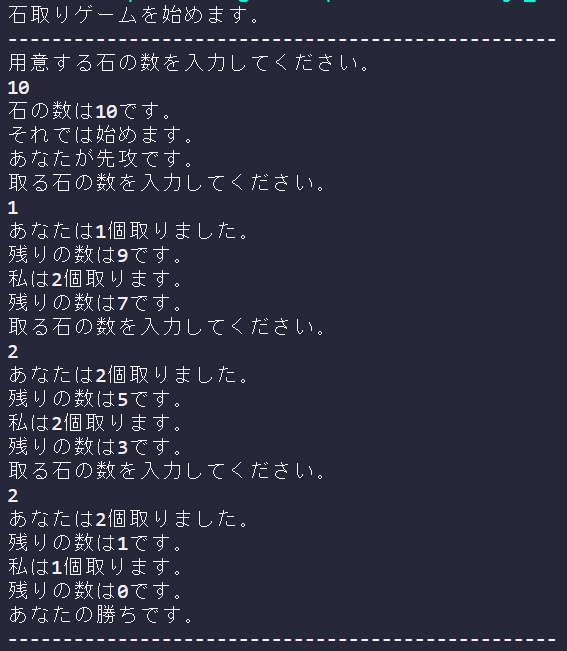 石取りゲームを始めます。
--------------------------------------------------
用意する石の数を入力してください。
10
石の数は10です。
それでは始めます。
あなたが先攻です。
取る石の数を入力してください。
1
あなたは1個取りました。
残りの数は9です。
私は2個取ります。
残りの数は7です。
取る石の数を入力してください。
2
あなたは2個取りました。
残りの数は5です。
私は2個取ります。
残りの数は3です。
取る石の数を入力してください。
2
あなたは2個取りました。
残りの数は1です。
私は1個取ります。
残りの数は0です。
あなたの勝ちです。
--------------------------------------------------